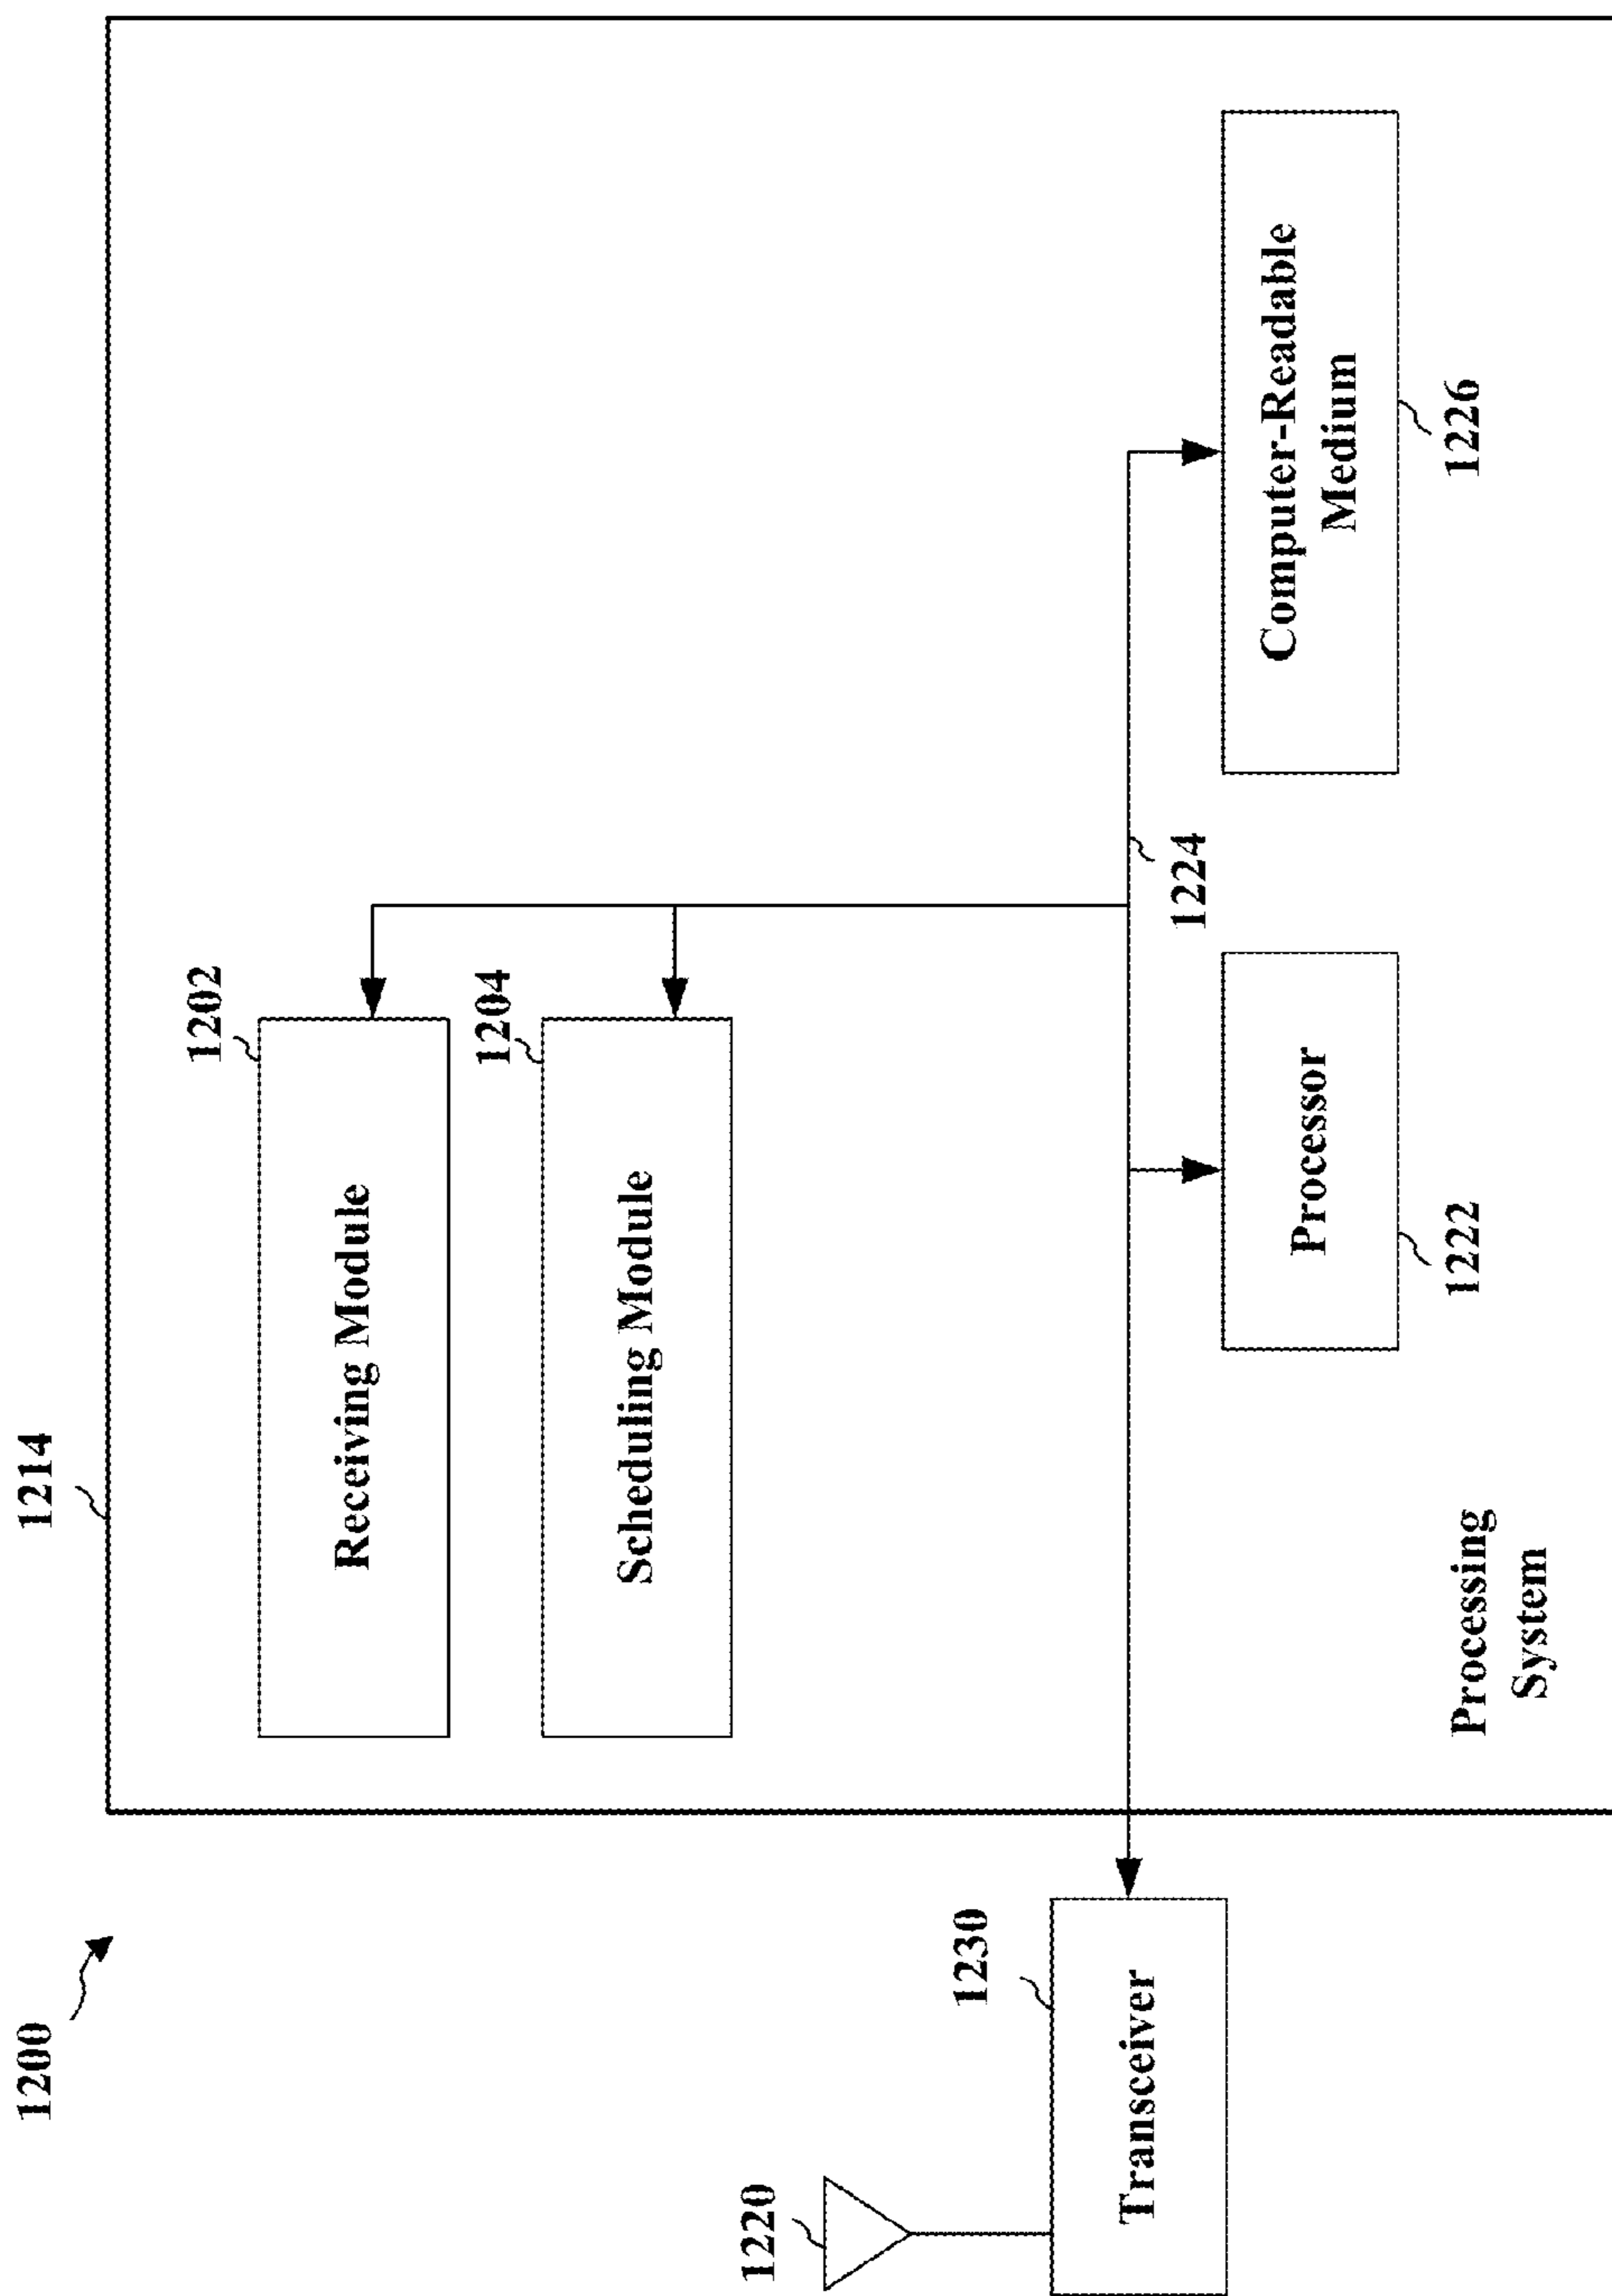 1200
1214
1202
Receiving Module
1204
Scheduling Module
1220
1230
Transceiver
1224
Processor
1222
Computer-Readable
Medium
1226
Processing
System